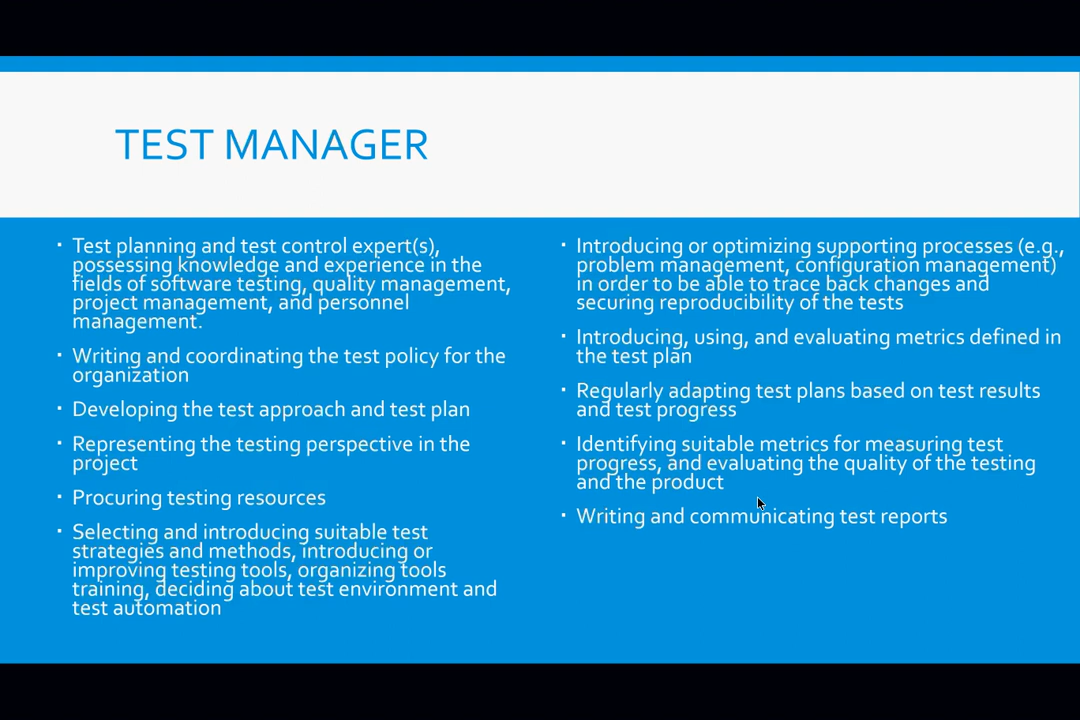 TEST MANAGER
▪ Test planning and test control expert(s),
possessing knowledge and experience in the
fields of software testing, quality management,
project management, and personnel
management.
▪ Writing and coordinating the test policy for the
organization
▪ Developing the test approach and test plan
▪ Representing the testing perspective in the
project
▪ Procuring testing resources
▪ Selecting and introducing suitable test
strategies and methods, introducing or
improving testing tools, organizing tools
training, deciding about test environment and
test automation
▪ Introducing or optimizing supporting processes (e.g.,
problem management, configuration management)
in order to be able to trace back changes and
securing reproducibility of the tests
▪ Introducing, using, and evaluating metrics defined in
the test plan
▪ Regularly adapting test plans based on test results
and test progress
▪ Identifying suitable metrics for measuring test
progress, and evaluating the quality of the testing
and the product
▪ Writing and communicating test reports